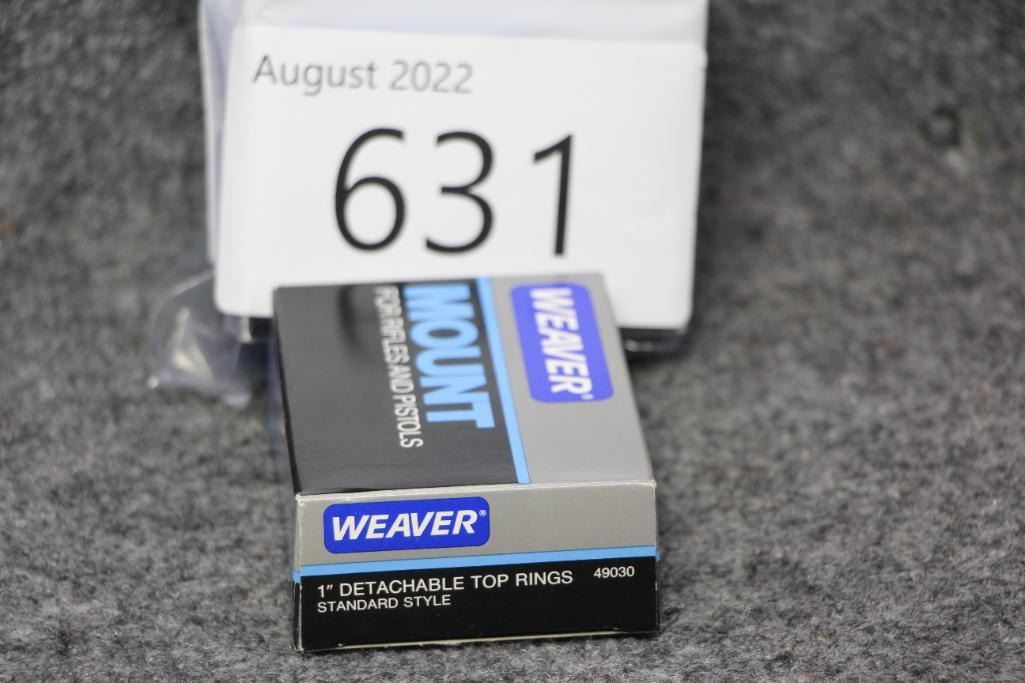 August 2022
631
WEAVER®
MOUNT
FOR RIFLES AND PISTOLS
WEAVER®
1" DETACHABLE TOP RINGS 49030
STANDARD STYLE